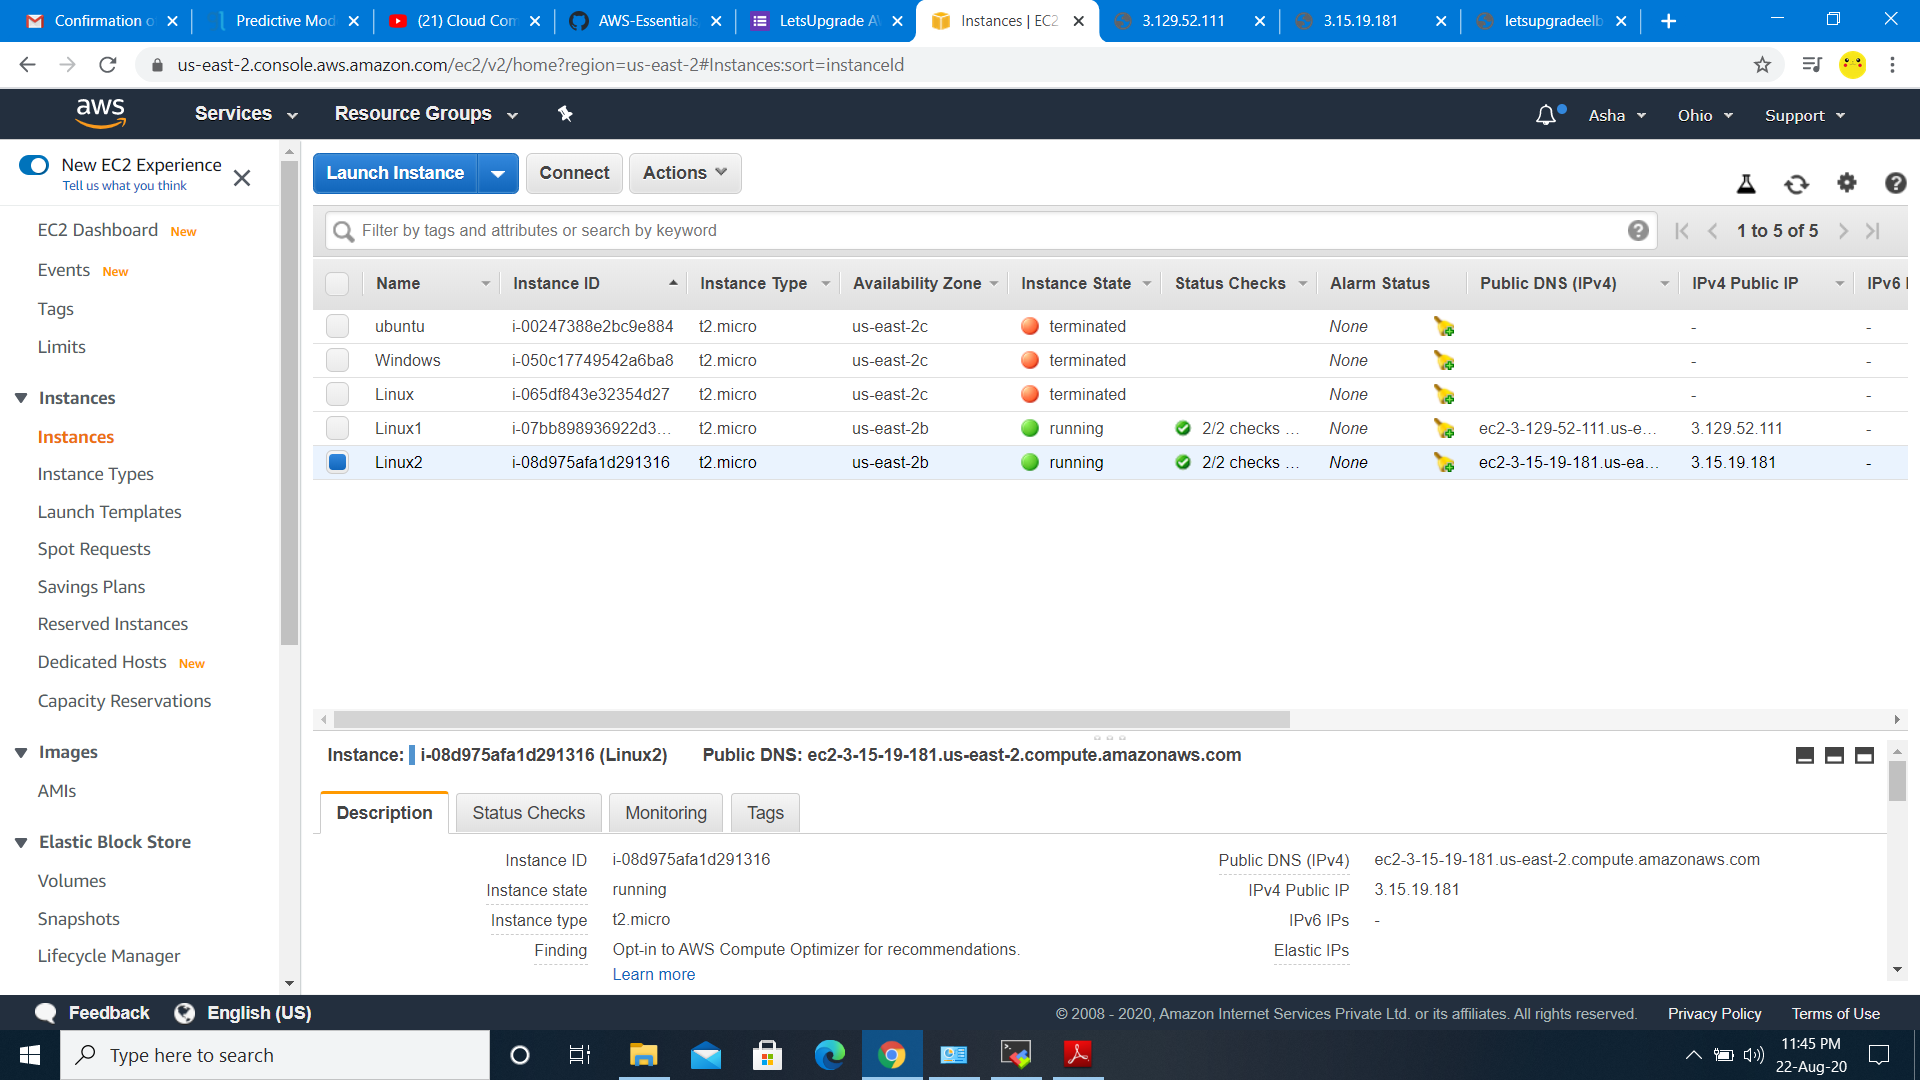 Confirmation o
Predictive Mod
(21) Cloud Com
AWS-Essentials
LetsUpgrade A
Instances | EC2
3.129.52.111
3.15.19.181
letsupgradeelb
us-east-2.console.aws.amazon.com/ec2/v2/home?region=us-east-2#Instances:sort=instanceId
aws
Services
Resource Groups
Asha
Ohio
Support
New EC2 Experience
Tell us what you think
EC2 Dashboard New
Events New
Tags
Limits
Instances
Instances
Instance Types
Launch Templates
Spot Requests
Savings Plans
Reserved Instances
Dedicated Hosts New
Capacity Reservations
Images
AMIs
Elastic Block Store
Volumes
Snapshots
Lifecycle Manager
Launch Instance
Connect
Actions
Filter by tags and attributes or search by keyword
1 to 5 of 5
Name Instance ID Instance Type Availability Zone Instance State Status Checks Alarm Status Public DNS (IPv4) IPv4 Public IP IPv6 I
ubuntu i-00247388e2bc9e884 t2.micro us-east-2c terminated None - -
Windows i-050c17749542a6ba8 t2.micro us-east-2c terminated None - -
Linux i-065df843e32354d27 t2.micro us-east-2c terminated None - -
Linux1 i-07bb898936922d3... t2.micro us-east-2b running 2/2 checks ... None ec2-3-129-52-111.us-e... 3.129.52.111 -
Linux2 i-08d975afa1d291316 t2.micro us-east-2b running 2/2 checks ... None ec2-3-15-19-181.us-ea... 3.15.19.181 -
Instance: i-08d975afa1d291316 (Linux2) Public DNS: ec2-3-15-19-181.us-east-2.compute.amazonaws.com
Description
Status Checks
Monitoring
Tags
Instance ID i-08d975afa1d291316
Instance state running
Instance type t2.micro
Finding Opt-in to AWS Compute Optimizer for recommendations.
Learn more
Public DNS (IPv4) ec2-3-15-19-181.us-east-2.compute.amazonaws.com
IPv4 Public IP 3.15.19.181
IPv6 IPs -
Elastic IPs
Feedback
English (US)
© 2008 - 2020, Amazon Internet Services Private Ltd. or its affiliates. All rights reserved.
Privacy Policy
Terms of Use
Type here to search
11:45 PM
22-Aug-20